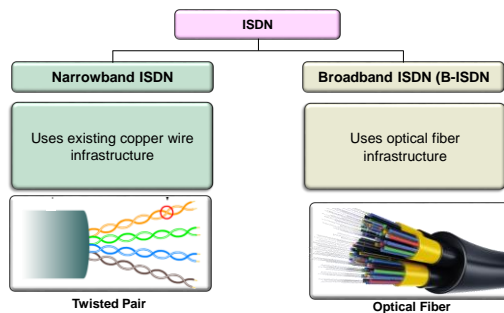 ISDN
Narrowband ISDN
Broadband ISDN (B-ISDN
Uses existing copper wire
infrastructure
Uses optical fiber
infrastructure
Twisted Pair
Optical Fiber